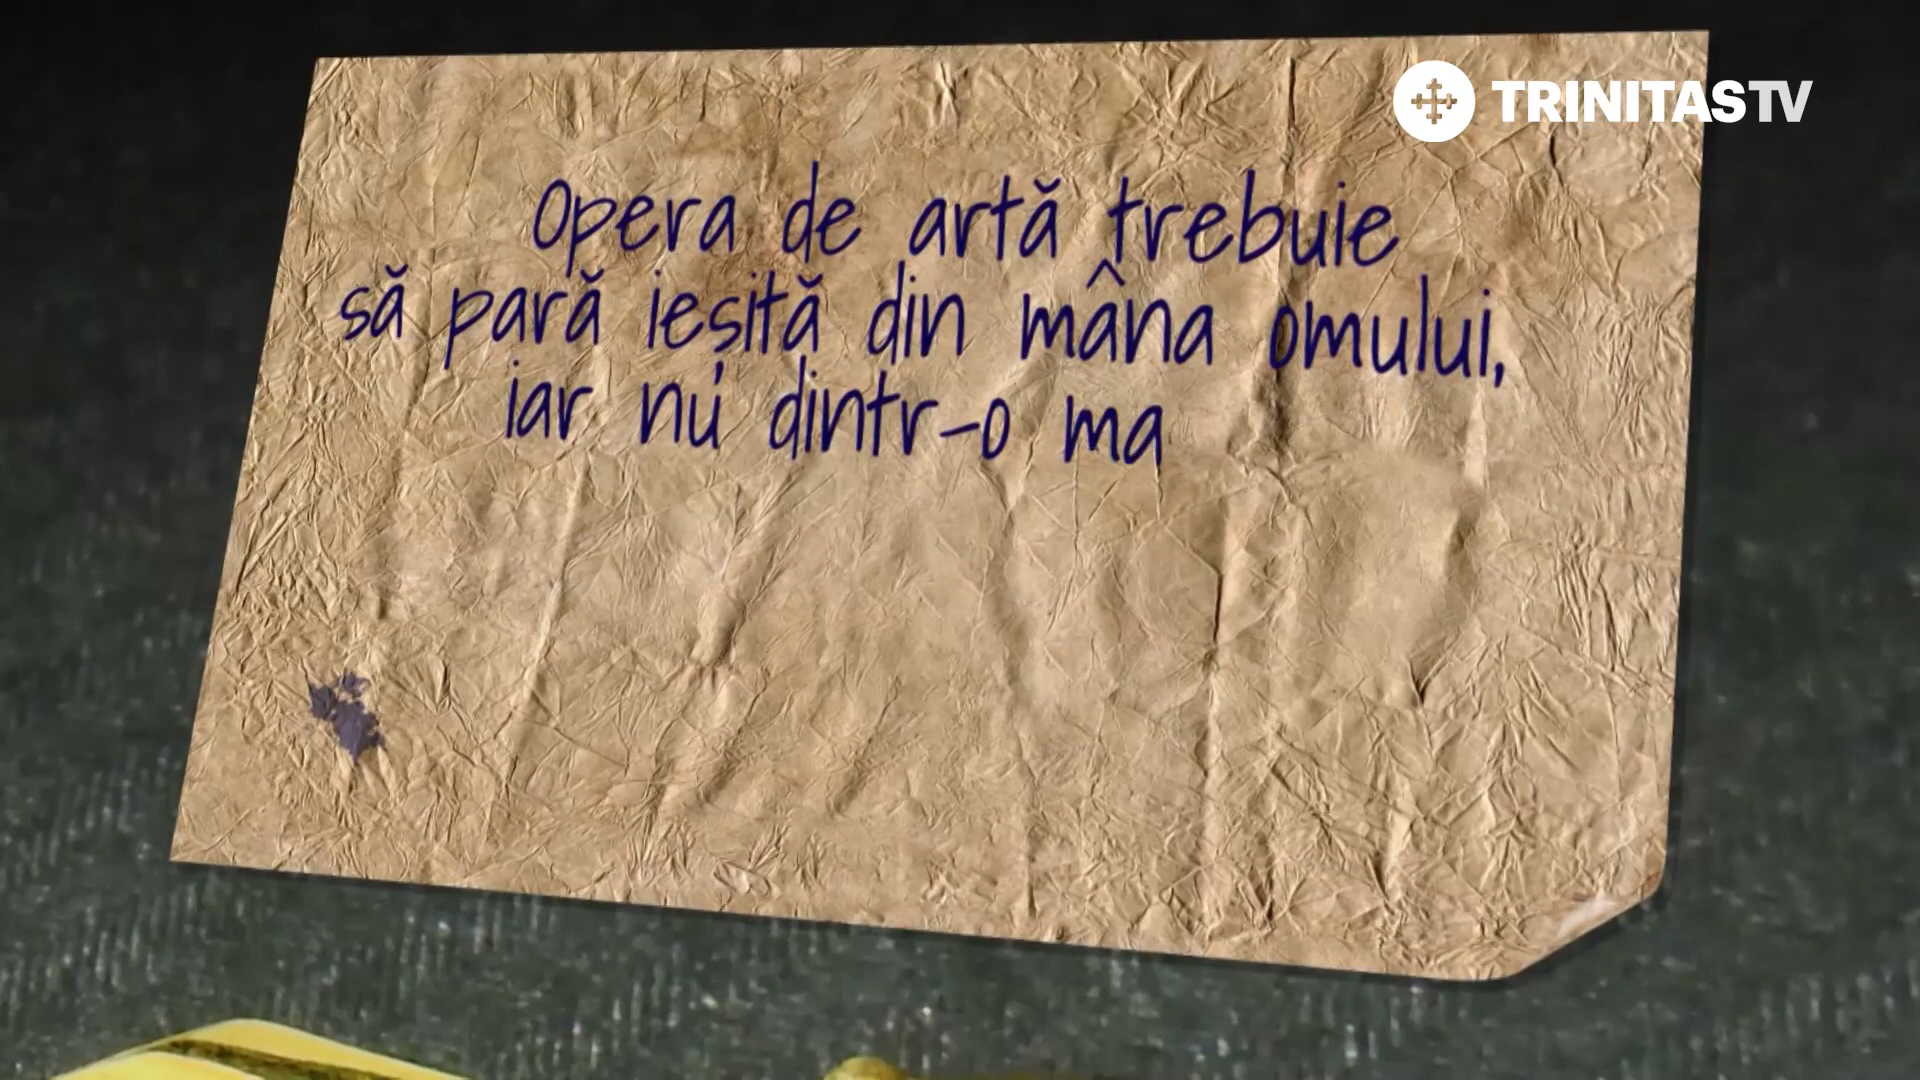 TRINITASTV
Opera de artă trebuie
să pară ieșită din mâna omului,
iar nu dintr-o ma